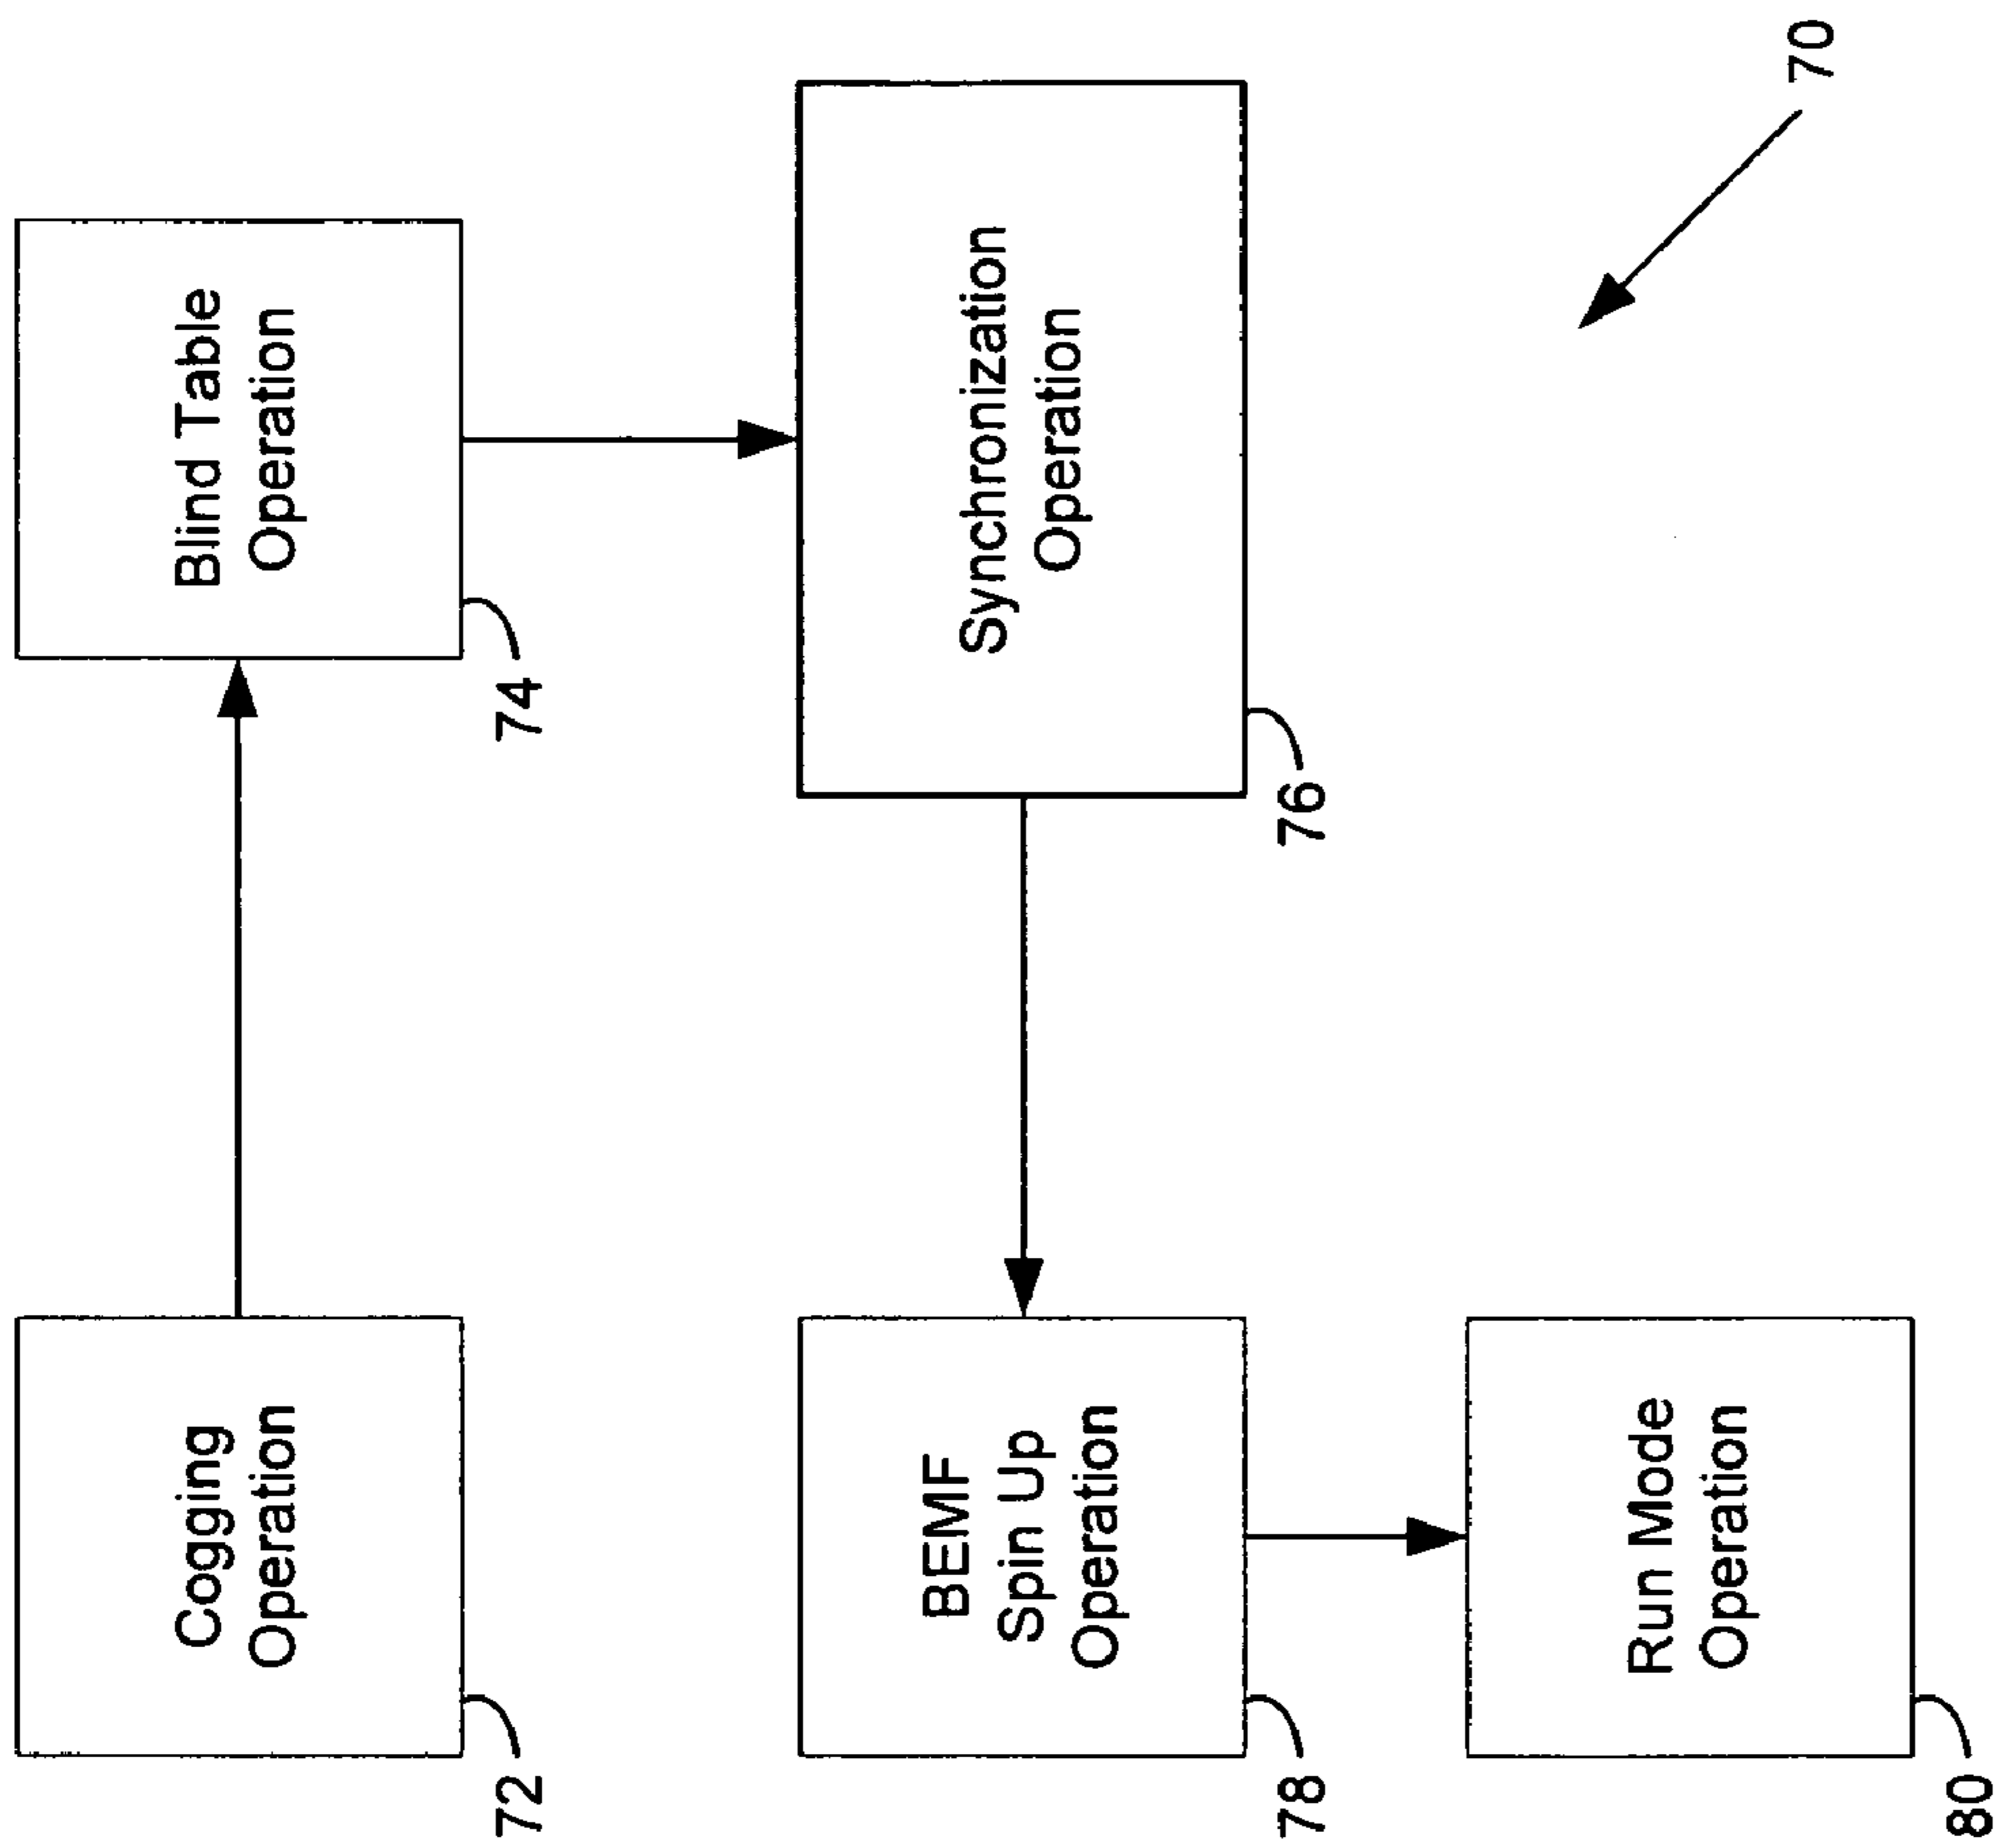 Cogging
Operation
72
Blind Table
Operation
74
Synchronization
Operation
76
BEMF
Spin Up
Operation
78
Run Mode
Operation
80
70